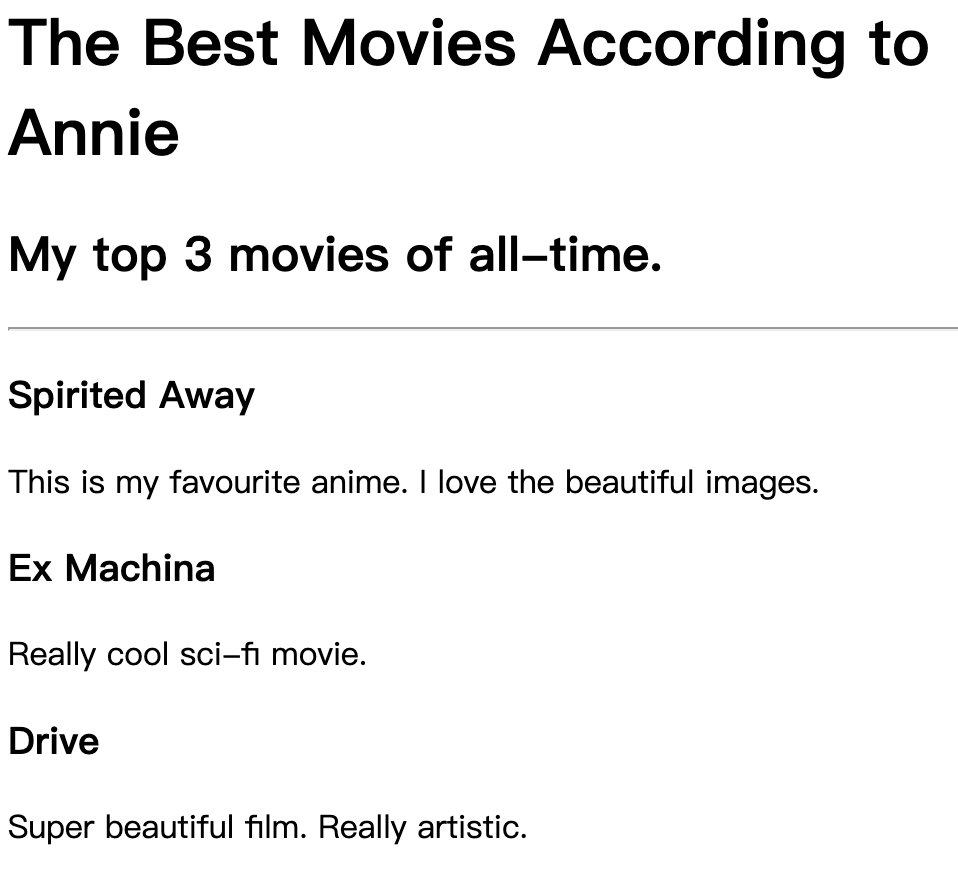 The Best Movies According to
Annie
My top 3 movies of all-time.
Spirited Away
This is my favourite anime. I love the beautiful images.
Ex Machina
Really cool sci-fi movie.
Drive
Super beautiful film. Really artistic.